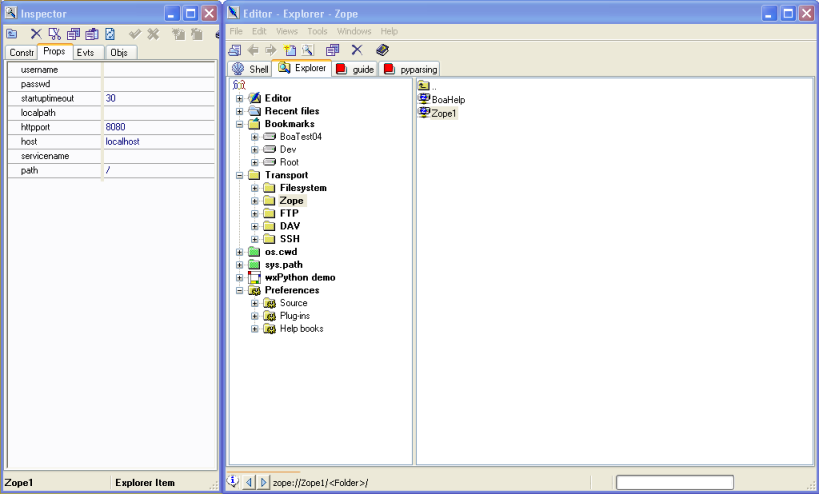 Inspector
Constr Props Evts Objs
username
passwd
startuptimeout 30
localpath
httpport 8080
host localhost
servicename
path /
Zope1 Explorer Item
Editor - Explorer - Zope
File Edit Views Tools Windows Help
Shell Explorer guide pyparsing
Editor
Recent files
Bookmarks
BoaTest04
Dev
Root
Transport
Filesystem
Zope
FTP
DAV
SSH
os.cwd
sys.path
wxPython demo
Preferences
Source
Plug-ins
Help books
..
BoaHelp
Zope1
zope://Zope1/<Folder>/